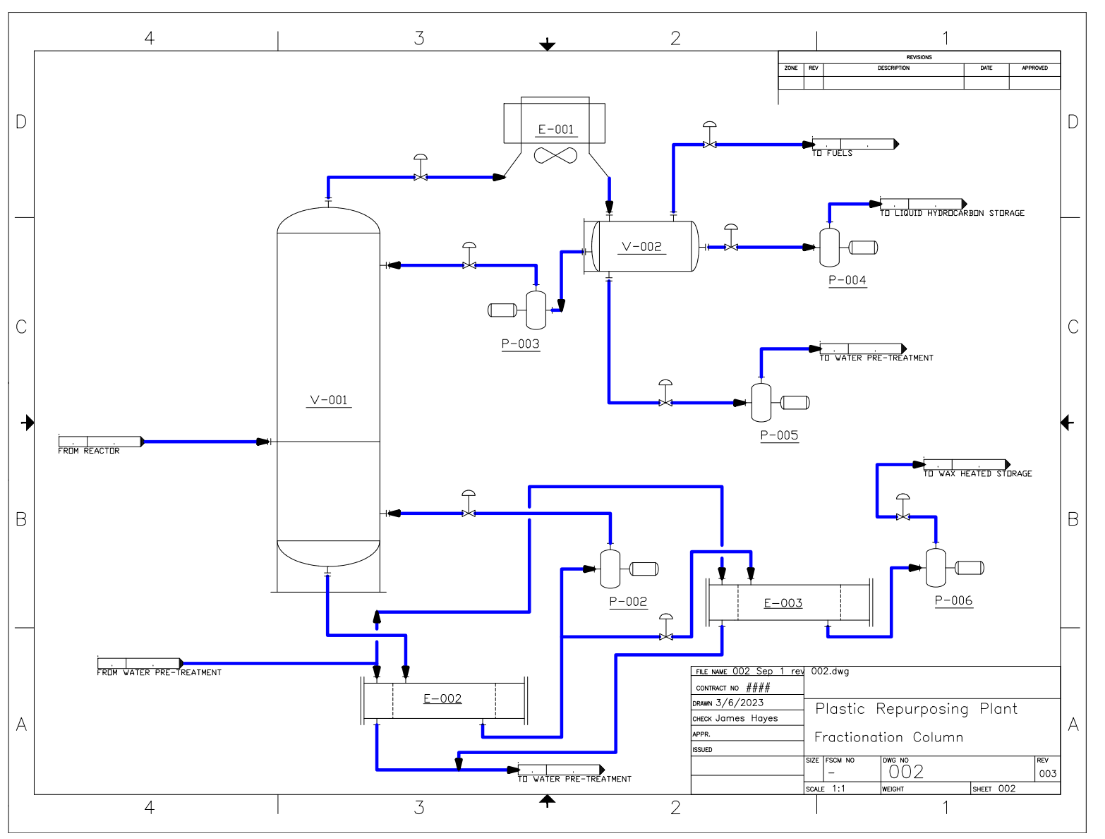 4 3 2 1
REVISIONS
ZONE REV DESCRIPTION DATE APPROVED
D D
E-001
TO FUELS
TO LIQUID HYDROCARBON STORAGE
V-002
P-004
C C
P-003
TO WATER PRE-TREATMENT
V-001
P-005
FROM REACTOR
TO WAX HEATED STORAGE
B B
P-002
E-003
P-006
FROM WATER PRE-TREATMENT
E-002
TO WATER PRE-TREATMENT
A A
FILE NAME 002 Sep 1 rev 002.dwg
CONTRACT NO ####
DRAWN 3/6/2023
CHECK James Hayes
APPR.
ISSUED
Plastic Repurposing Plant
Fractionation Column
SIZE FSCM NO DWG NO REV
- 002 003
SCALE 1:1 WEIGHT SHEET 002
4 3 2 1